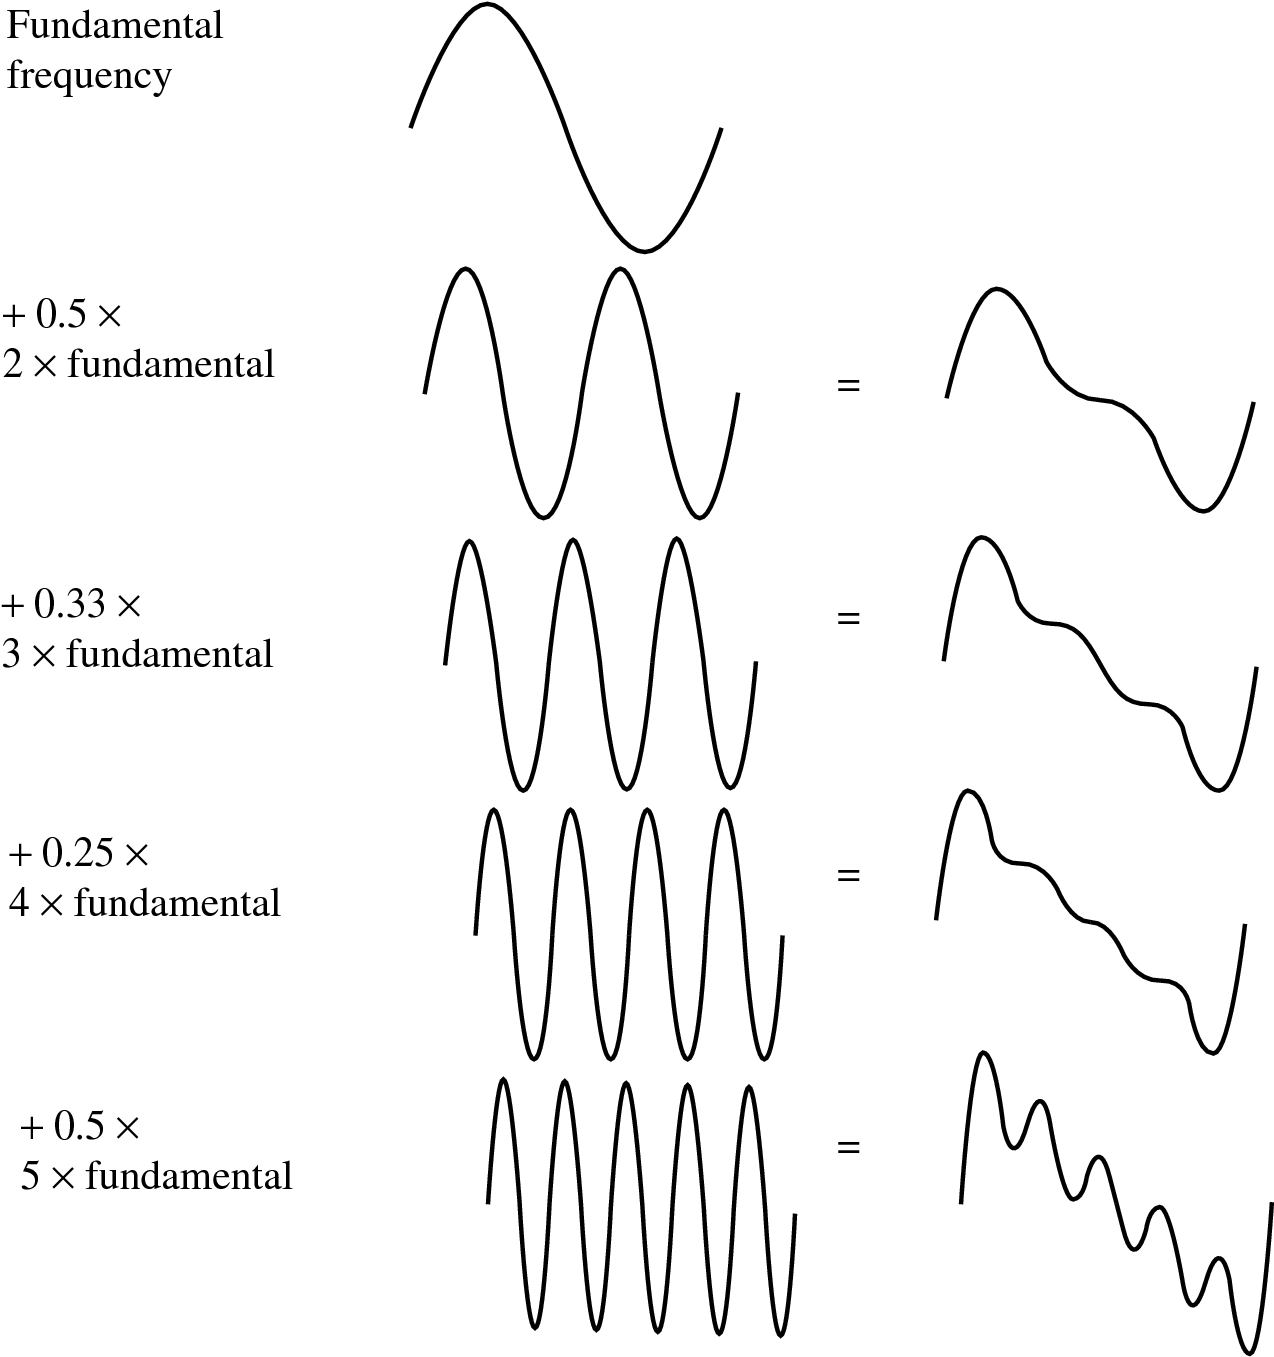 Fundamental
frequency
+ 0.5 ×
2 × fundamental
=
+ 0.33 ×
3 × fundamental
=
+ 0.25 ×
4 × fundamental
=
+ 0.5 ×
5 × fundamental
=